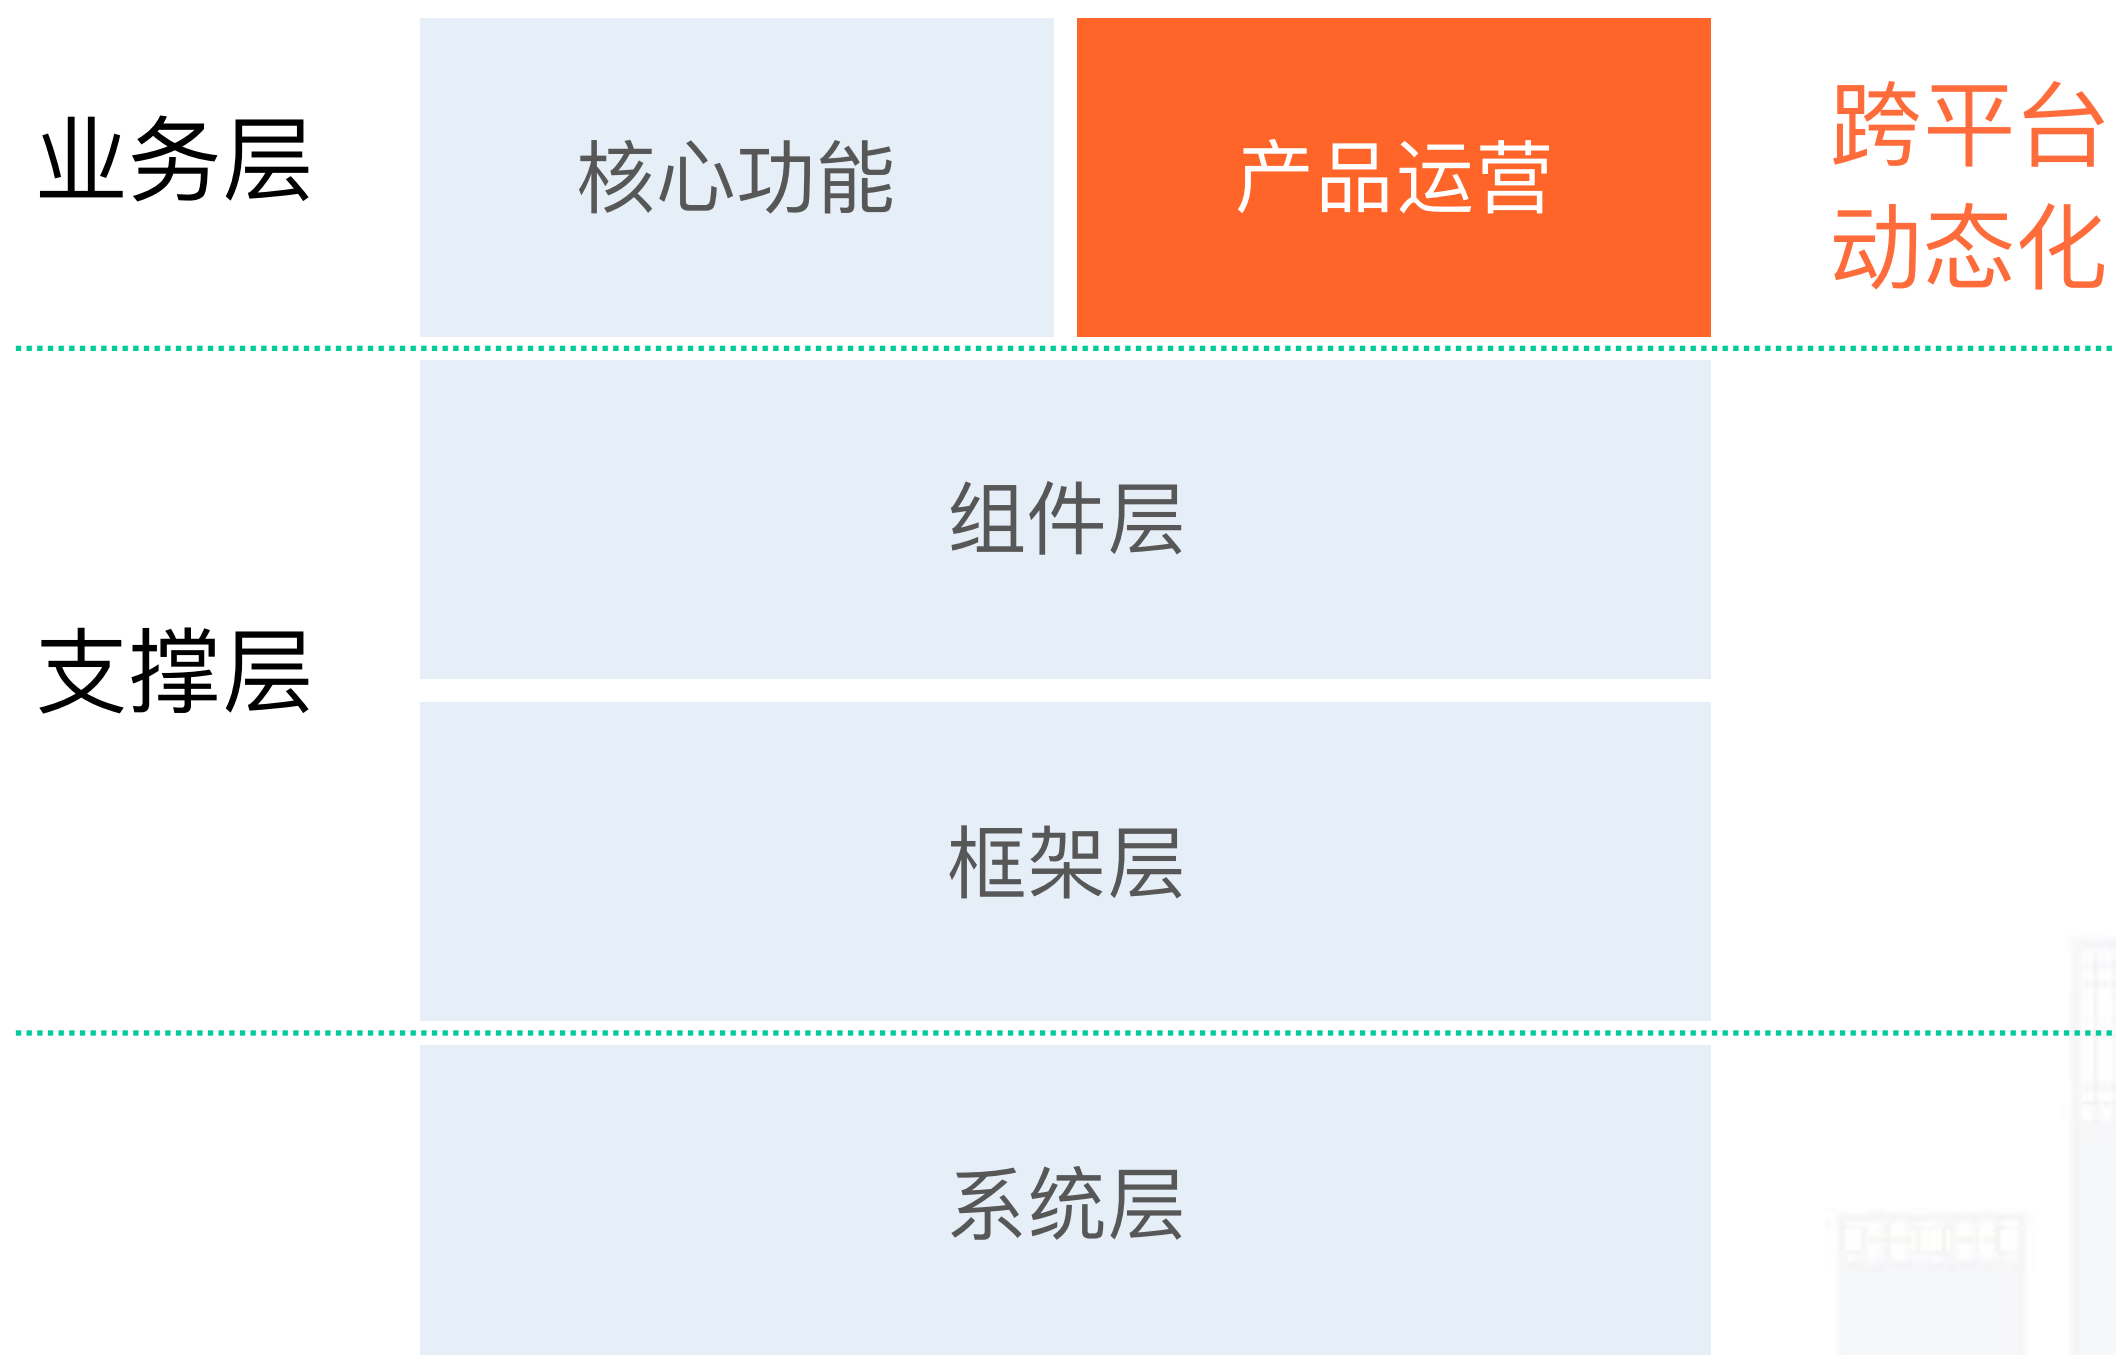 业务层
核心功能
产品运营
跨平台
动态化
组件层
支撑层
框架层
系统层